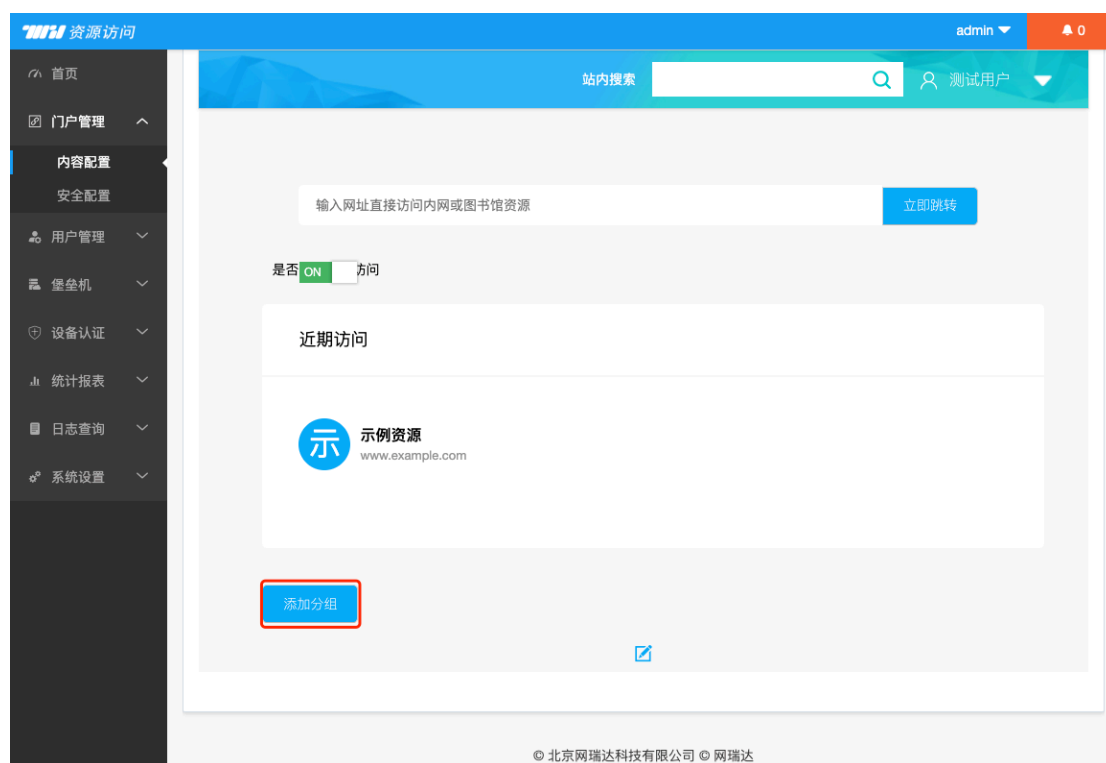 资源访问
admin
0
首页
门户管理
内容配置
安全配置
用户管理
堡垒机
设备认证
统计报表
日志查询
系统设置
站内搜索
测试用户
输入网址直接访问内网或图书馆资源
立即跳转
是否 ON 访问
近期访问
示
示例资源
www.example.com
添加分组
© 北京网瑞达科技有限公司 © 网瑞达